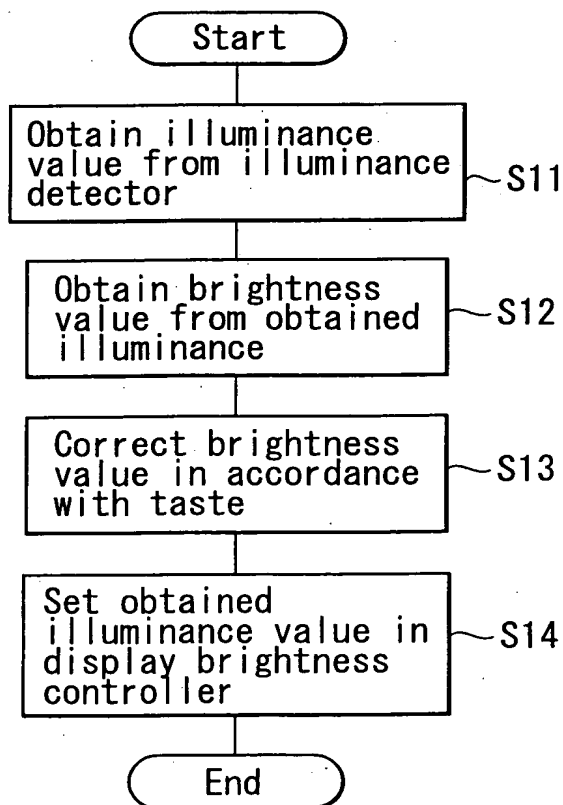 Start
Obtain illuminance
value from illuminance
detector
S11
Obtain brightness
value from obtained
illuminance
S12
Correct brightness
value in accordance
with taste
S13
Set obtained
illuminance value in
display brightness
controller
S14
End